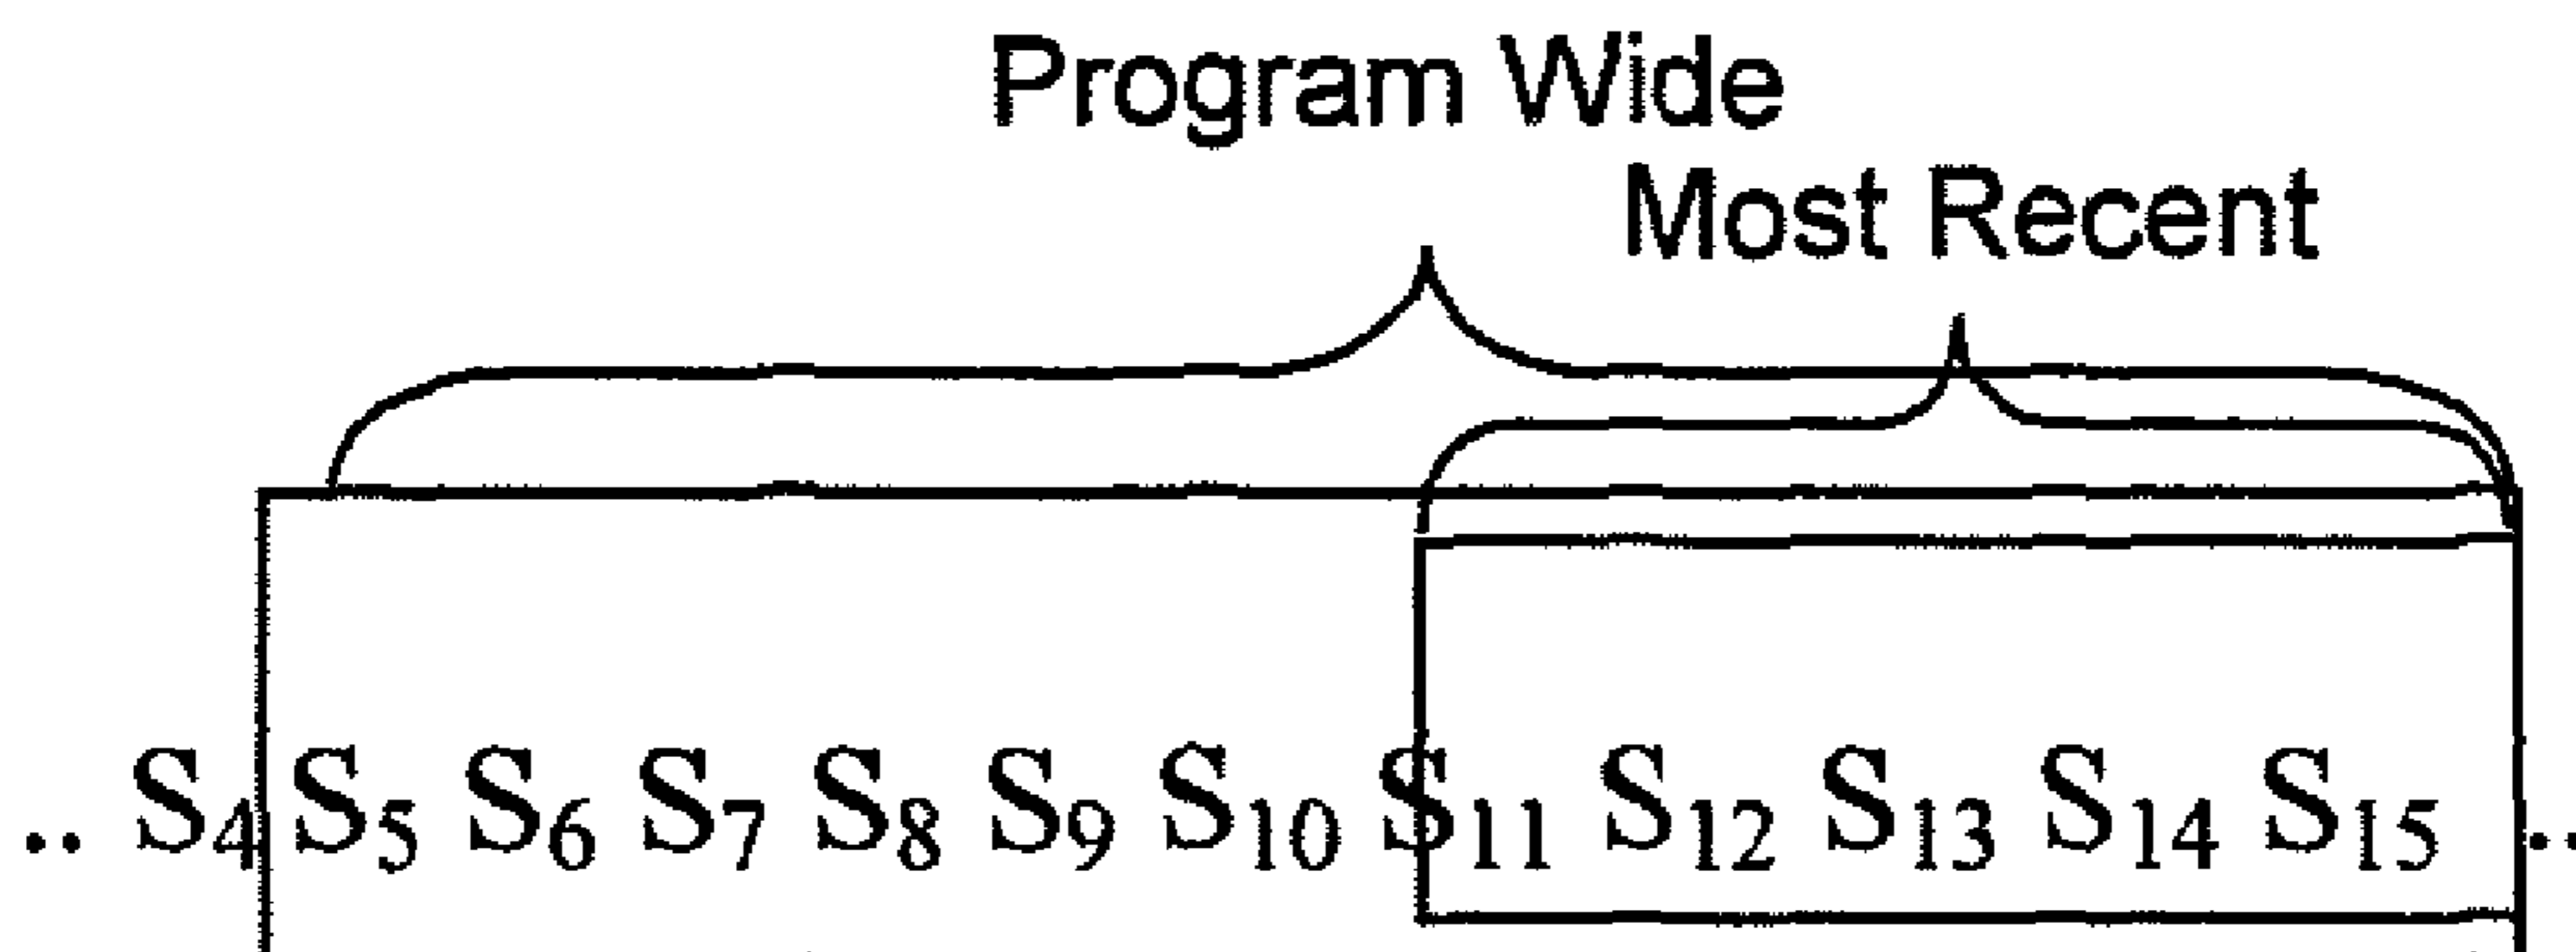 Program Wide
Most Recent
.. S₄ S₅ S₆ S₇ S₈ S₉ S₁₀ S₁₁ S₁₂ S₁₃ S₁₄ S₁₅ ..